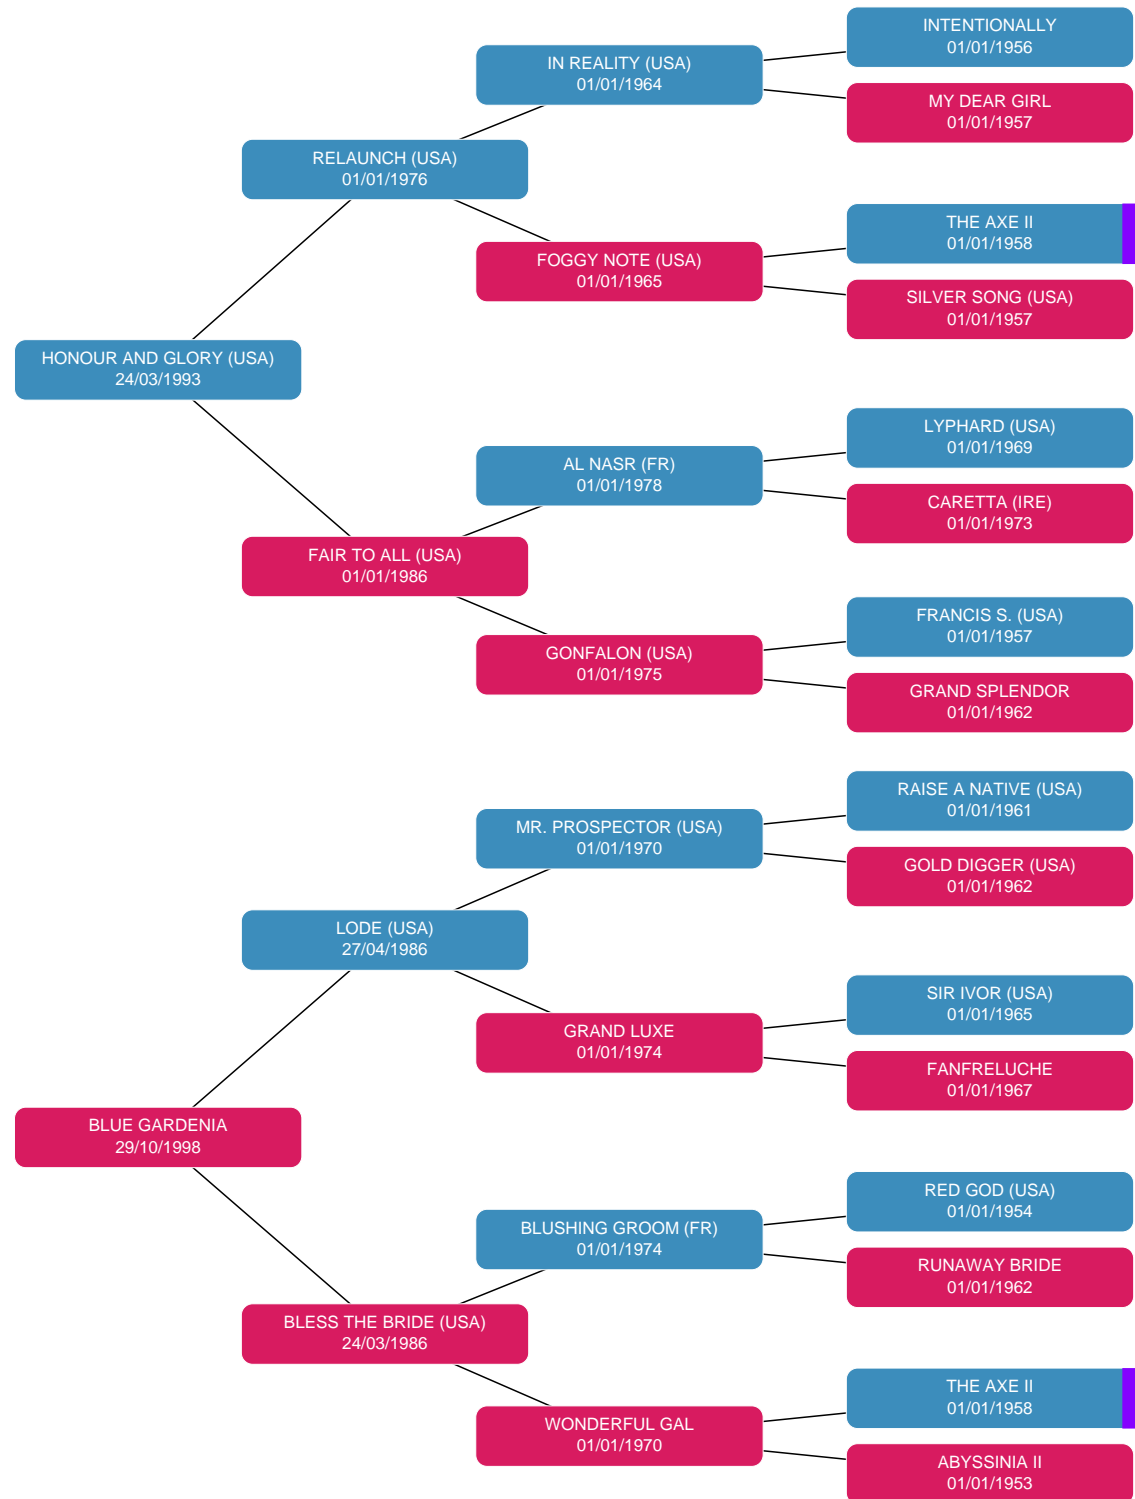 INTENTIONALLY
01/01/1956
IN REALITY (USA)
01/01/1964
MY DEAR GIRL
01/01/1957
RELAUNCH (USA)
01/01/1976
THE AXE II
01/01/1958
FOGGY NOTE (USA)
01/01/1965
SILVER SONG (USA)
01/01/1957
HONOUR AND GLORY (USA)
24/03/1993
LYPHARD (USA)
01/01/1969
AL NASR (FR)
01/01/1978
CARETTA (IRE)
01/01/1973
FAIR TO ALL (USA)
01/01/1986
FRANCIS S. (USA)
01/01/1957
GONFALON (USA)
01/01/1975
GRAND SPLENDOR
01/01/1962
RAISE A NATIVE (USA)
01/01/1961
MR. PROSPECTOR (USA)
01/01/1970
GOLD DIGGER (USA)
01/01/1962
LODE (USA)
27/04/1986
SIR IVOR (USA)
01/01/1965
GRAND LUXE
01/01/1974
FANFRELUCHE
01/01/1967
BLUE GARDENIA
29/10/1998
RED GOD (USA)
01/01/1954
BLUSHING GROOM (FR)
01/01/1974
RUNAWAY BRIDE
01/01/1962
BLESS THE BRIDE (USA)
24/03/1986
THE AXE II
01/01/1958
WONDERFUL GAL
01/01/1970
ABYSSINIA II
01/01/1953